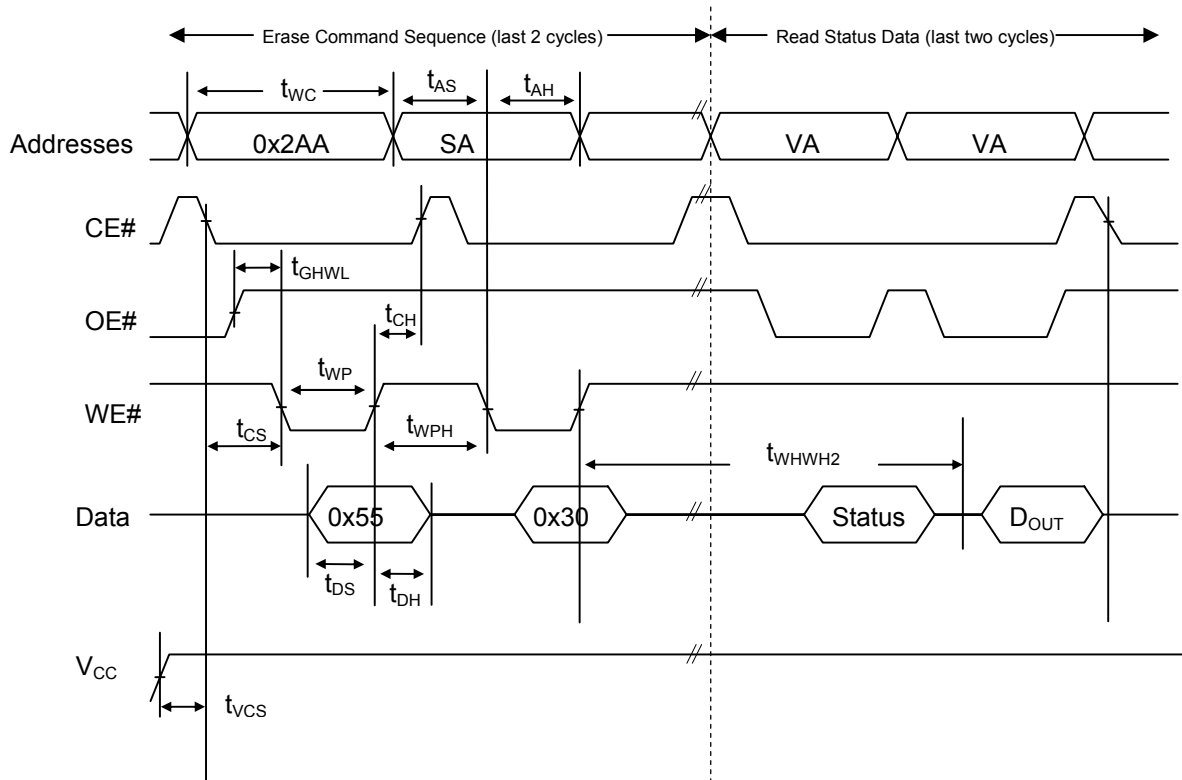 Erase Command Sequence (last 2 cycles)
Read Status Data (last two cycles)
tWC
tAS
tAH
Addresses
0x2AA
SA
VA
VA
CE#
tGHWL
OE#
tCH
tWP
WE#
tCS
tWPH
tWHWH2
Data
0x55
0x30
Status
DOUT
tDS
tDH
VCC
tVCS